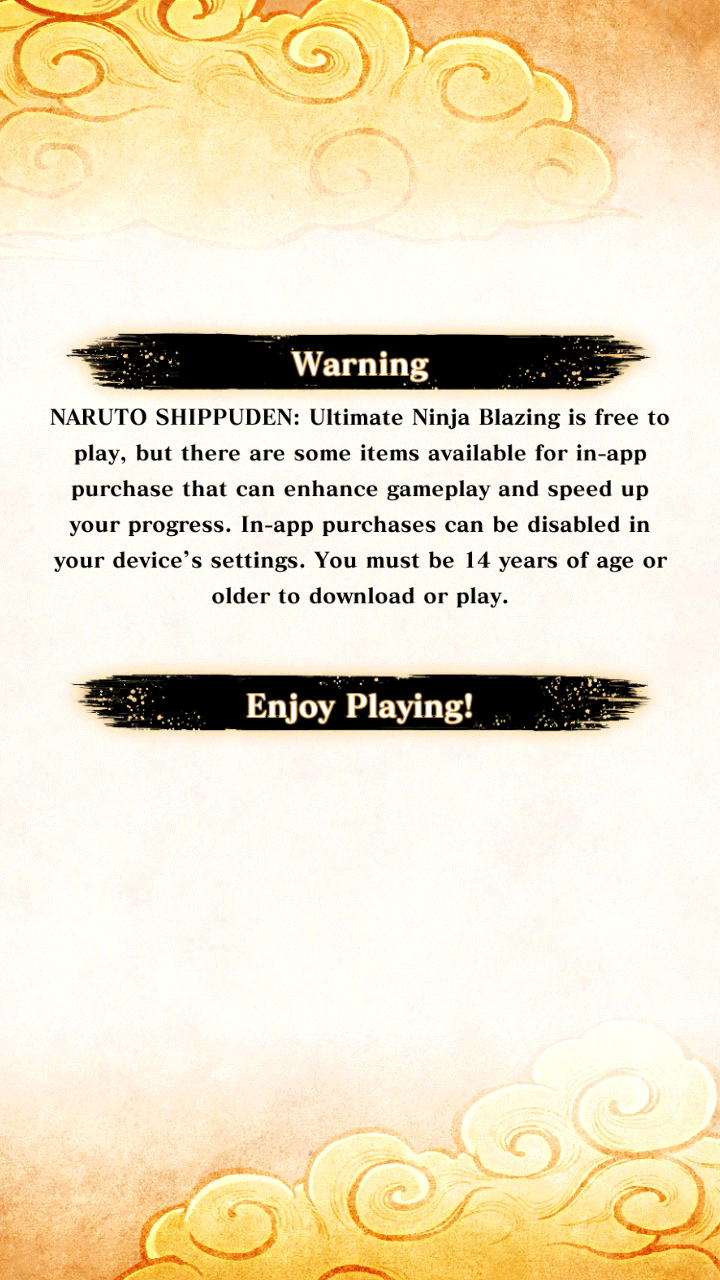 Warning
NARUTO SHIPPUDEN: Ultimate Ninja Blazing is free to
play, but there are some items available for in-app
purchase that can enhance gameplay and speed up
your progress. In-app purchases can be disabled in
your device's settings. You must be 14 years of age or
older to download or play.
Enjoy Playing!